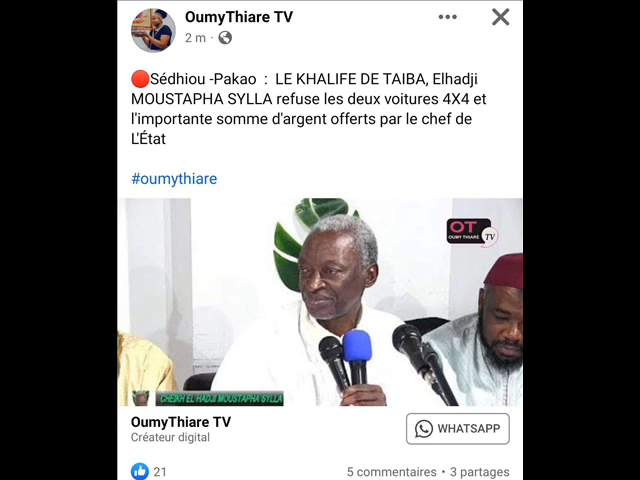 OumyThiare TV
2 m
🔴Sédhiou -Pakao : LE KHALIFE DE TAIBA, Elhadji
MOUSTAPHA SYLLA refuse les deux voitures 4X4 et
l'importante somme d'argent offerts par le chef de
L'État
#oumythiare
OT
OUMY THIARE TV
CHEIKH EL HADJI MOUSTAPHA SYLLA
OumyThiare TV
Créateur digital
WHATSAPP
21
5 commentaires • 3 partages